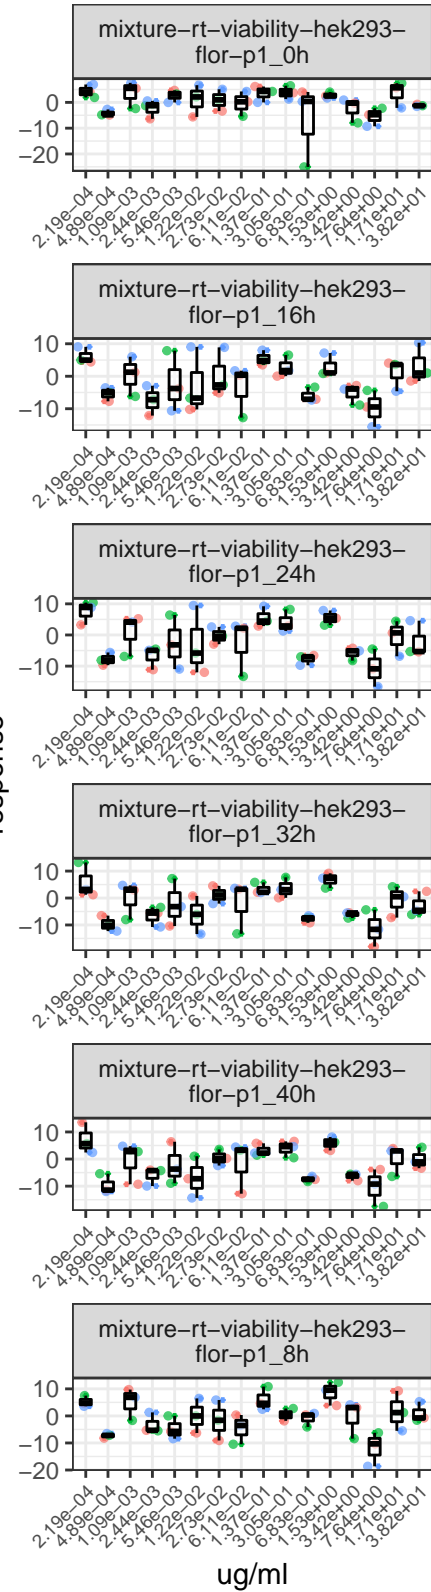 mixture−rt−viability−hek293−
flor−p1_0h
0
−10
−20
2.19e−04
4.89e−04
1.09e−03
2.44e−03
5.46e−03
1.22e−02
2.73e−02
6.11e−02
1.37e−01
3.05e−01
6.83e−01
1.53e+00
3.42e+00
7.64e+00
1.71e+01
3.82e+01
mixture−rt−viability−hek293−
flor−p1_16h
10
0
−10
2.19e−04
4.89e−04
1.09e−03
2.44e−03
5.46e−03
1.22e−02
2.73e−02
6.11e−02
1.37e−01
3.05e−01
6.83e−01
1.53e+00
3.42e+00
7.64e+00
1.71e+01
3.82e+01
mixture−rt−viability−hek293−
flor−p1_24h
10
0
−10
2.19e−04
4.89e−04
1.09e−03
2.44e−03
5.46e−03
1.22e−02
2.73e−02
6.11e−02
1.37e−01
3.05e−01
6.83e−01
1.53e+00
3.42e+00
7.64e+00
1.71e+01
3.82e+01
mixture−rt−viability−hek293−
flor−p1_32h
10
0
−10
2.19e−04
4.89e−04
1.09e−03
2.44e−03
5.46e−03
1.22e−02
2.73e−02
6.11e−02
1.37e−01
3.05e−01
6.83e−01
1.53e+00
3.42e+00
7.64e+00
1.71e+01
3.82e+01
mixture−rt−viability−hek293−
flor−p1_40h
10
0
−10
2.19e−04
4.89e−04
1.09e−03
2.44e−03
5.46e−03
1.22e−02
2.73e−02
6.11e−02
1.37e−01
3.05e−01
6.83e−01
1.53e+00
3.42e+00
7.64e+00
1.71e+01
3.82e+01
mixture−rt−viability−hek293−
flor−p1_8h
10
0
−10
−20
2.19e−04
4.89e−04
1.09e−03
2.44e−03
5.46e−03
1.22e−02
2.73e−02
6.11e−02
1.37e−01
3.05e−01
6.83e−01
1.53e+00
3.42e+00
7.64e+00
1.71e+01
3.82e+01
ug/ml